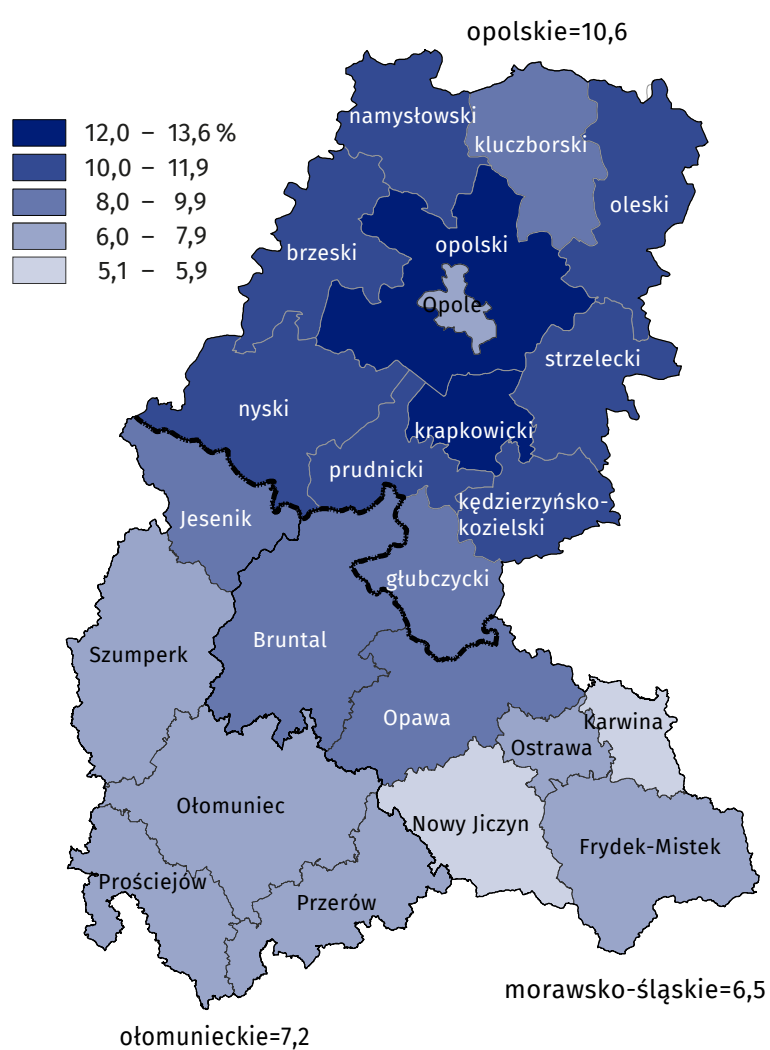 opolskie=10,6
12,0 – 13,6 %
10,0 – 11,9
8,0 – 9,9
6,0 – 7,9
5,1 – 5,9
namysłowski
kluczborski
oleski
brzeski
opolski
Opole
strzelecki
nyski
krapkowicki
prudnicki
kędzierzyńsko-
kozielski
Jesenik
głubczycki
Bruntal
Szumperk
Opawa
Karwina
Ostrawa
Ołomuniec
Nowy Jiczyn
Frydek-Mistek
Prościejów
Przerów
morawsko-śląskie=6,5
ołomunieckie=7,2